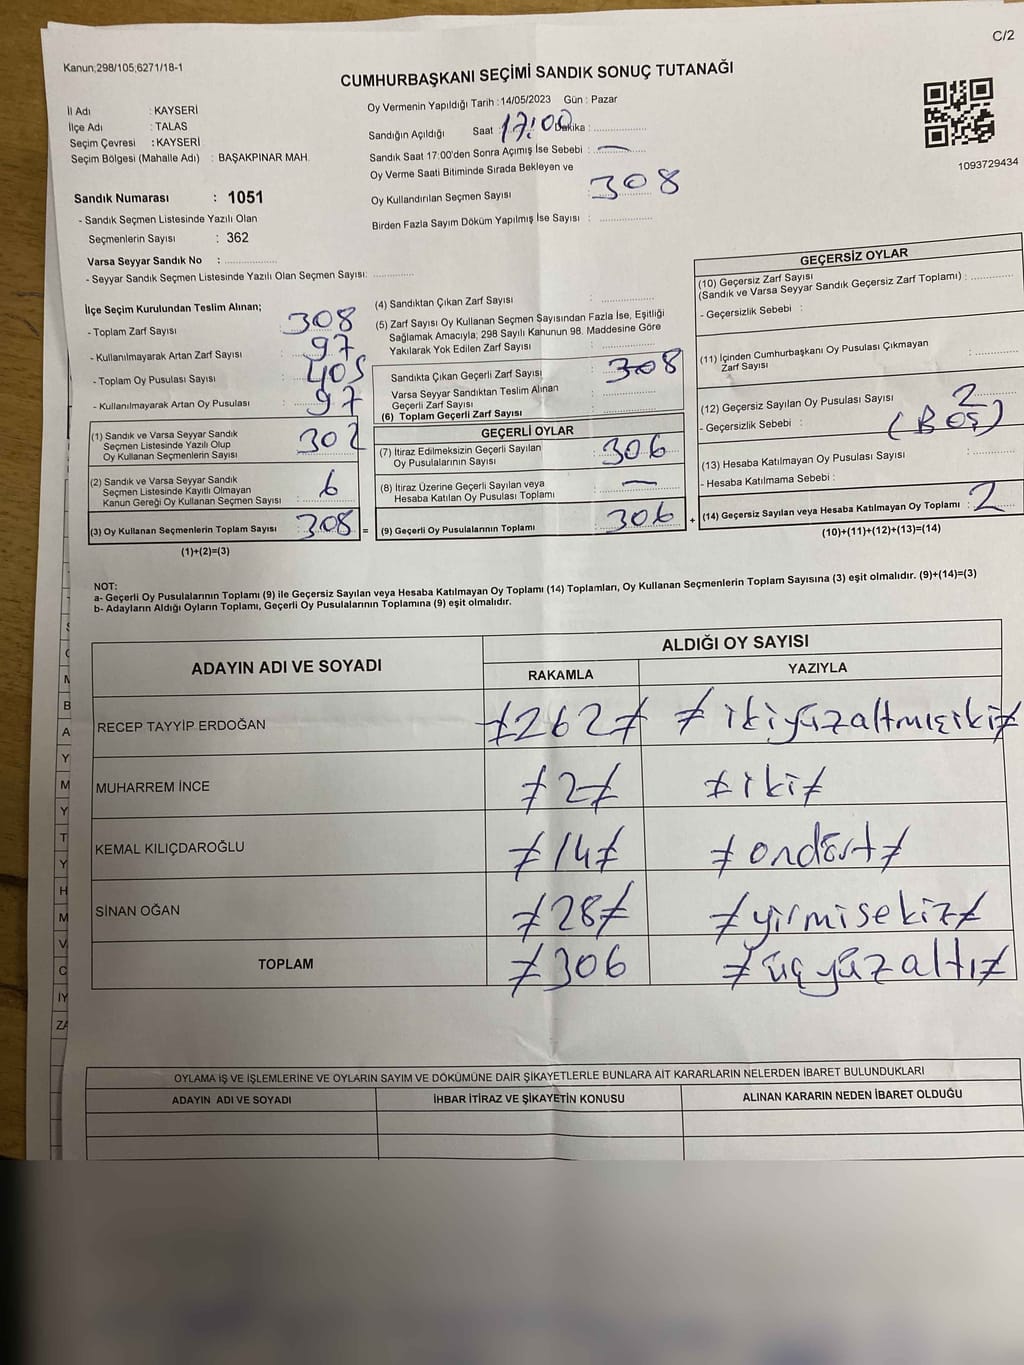 C/2
Kanun;298/105,6271/18-1
CUMHURBAŞKANI SEÇİMİ SANDIK SONUÇ TUTANAĞI
İl Adı : KAYSERİ
İlçe Adı : TALAS
Seçim Çevresi : KAYSERİ
Seçim Bölgesi (Mahalle Adı) : BAŞAKPINAR MAH.
Oy Vermenin Yapıldığı Tarih : 14/05/2023 Gün : Pazar
Sandığın Açıldığı Saat 17:00 Dakika :
Sandık Saat 17:00'den Sonra Açımış İse Sebebi : —
Oy Verme Saati Bitiminde Sırada Bekleyen ve
Oy Kullandırılan Seçmen Sayısı : 308
Birden Fazla Sayım Döküm Yapılmış İse Sayısı :
1093729434
Sandık Numarası : 1051
- Sandık Seçmen Listesinde Yazılı Olan
Seçmenlerin Sayısı : 362
Varsa Seyyar Sandık No :
- Seyyar Sandık Seçmen Listesinde Yazılı Olan Seçmen Sayısı:
İlçe Seçim Kurulundan Teslim Alınan;
- Toplam Zarf Sayısı : 308
- Kullanılmayarak Artan Zarf Sayısı : 97
- Toplam Oy Pusulası Sayısı : 405
- Kullanılmayarak Artan Oy Pusulası : 97
(1) Sandık ve Varsa Seyyar Sandık
Seçmen Listesinde Yazılı Olup
Oy Kullanan Seçmenlerin Sayısı : 302
(2) Sandık ve Varsa Seyyar Sandık
Seçmen Listesinde Kayıtlı Olmayan
Kanun Gereği Oy Kullanan Seçmen Sayısı : 6
(3) Oy Kullanan Seçmenlerin Toplam Sayısı : 308 =
(1)+(2)=(3)
(4) Sandıktan Çıkan Zarf Sayısı :
(5) Zarf Sayısı Oy Kullanan Seçmen Sayısından Fazla İse, Eşitliği
Sağlamak Amacıyla; 298 Sayılı Kanunun 98. Maddesine Göre
Yakılarak Yok Edilen Zarf Sayısı :
Sandıkta Çıkan Geçerli Zarf Sayısı : 308
Varsa Seyyar Sandıktan Teslim Alınan
Geçerli Zarf Sayısı :
(6) Toplam Geçerli Zarf Sayısı :
GEÇERLİ OYLAR
(7) İtiraz Edilmeksizin Geçerli Sayılan
Oy Pusulalarının Sayısı : 306
(8) İtiraz Üzerine Geçerli Sayılan veya
Hesaba Katılan Oy Pusulası Toplamı : —
(9) Geçerli Oy Pusulalarının Toplamı : 306 +
GEÇERSİZ OYLAR
(10) Geçersiz Zarf Sayısı
(Sandık ve Varsa Seyyar Sandık Geçersiz Zarf Toplamı) :
- Geçersizlik Sebebi :
(11) İçinden Cumhurbaşkanı Oy Pusulası Çıkmayan
Zarf Sayısı :
(12) Geçersiz Sayılan Oy Pusulası Sayısı : 2
- Geçersizlik Sebebi : (BOŞ)
(13) Hesaba Katılmayan Oy Pusulası Sayısı :
- Hesaba Katılmama Sebebi :
(14) Geçersiz Sayılan veya Hesaba Katılmayan Oy Toplamı : 2
(10)+(11)+(12)+(13)=(14)
NOT:
a- Geçerli Oy Pusulalarının Toplamı (9) ile Geçersiz Sayılan veya Hesaba Katılmayan Oy Toplamı (14) Toplamları, Oy Kullanan Seçmenlerin Toplam Sayısına (3) eşit olmalıdır. (9)+(14)=(3)
b- Adayların Aldığı Oyların Toplamı, Geçerli Oy Pusulalarının Toplamına (9) eşit olmalıdır.
ADAYIN ADI VE SOYADI
ALDIĞI OY SAYISI
RAKAMLA YAZIYLA
RECEP TAYYİP ERDOĞAN ≠262≠ ≠ikiyüzaltmışiki≠
MUHARREM İNCE ≠2≠ ≠iki≠
KEMAL KILIÇDAROĞLU ≠14≠ ≠ondört≠
SİNAN OĞAN ≠28≠ ≠yirmisekiz≠
TOPLAM ≠306 ≠üçyüzaltı≠
OYLAMA İŞ VE İŞLEMLERİNE VE OYLARIN SAYIM VE DÖKÜMÜNE DAİR ŞİKAYETLERLE BUNLARA AİT KARARLARIN NELERDEN İBARET BULUNDUKLARI
ADAYIN ADI VE SOYADI İHBAR İTİRAZ VE ŞİKAYETİN KONUSU ALINAN KARARIN NEDEN İBARET OLDUĞU